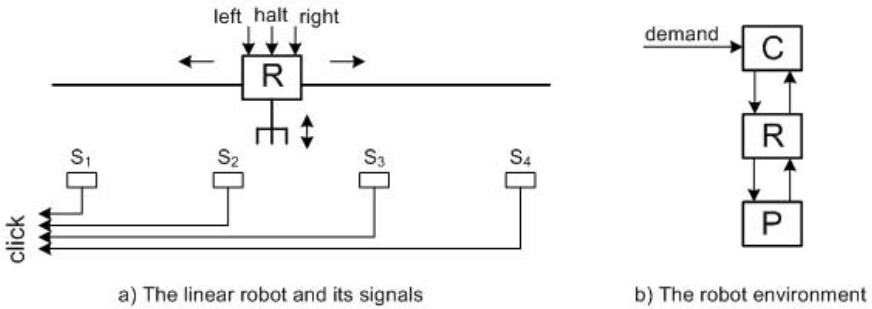 left halt right
R
S1 S2 S3 S4
click
a) The linear robot and its signals
demand
C
R
P
b) The robot environment